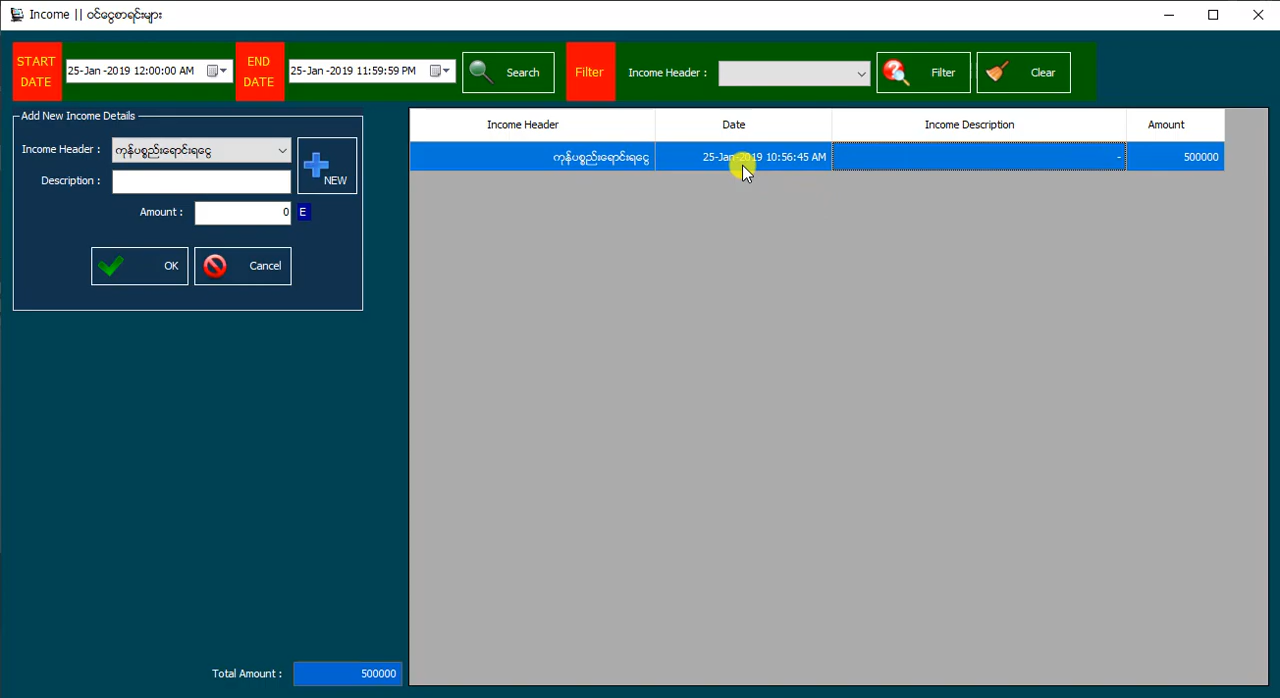 Income || ဝင်ငွေစာရင်းများ
START DATE
25-Jan -2019 12:00:00 AM
END DATE
25-Jan -2019 11:59:59 PM
Search
Filter
Income Header :
Filter
Clear
Add New Income Details
Income Header : ကုန်ပစ္စည်းရောင်းရငွေ
NEW
Description :
Amount : 0 E
OK
Cancel
Income Header Date Income Description Amount
ကုန်ပစ္စည်းရောင်းရငွေ 25-Jan-2019 10:56:45 AM - 500000
Total Amount : 500000